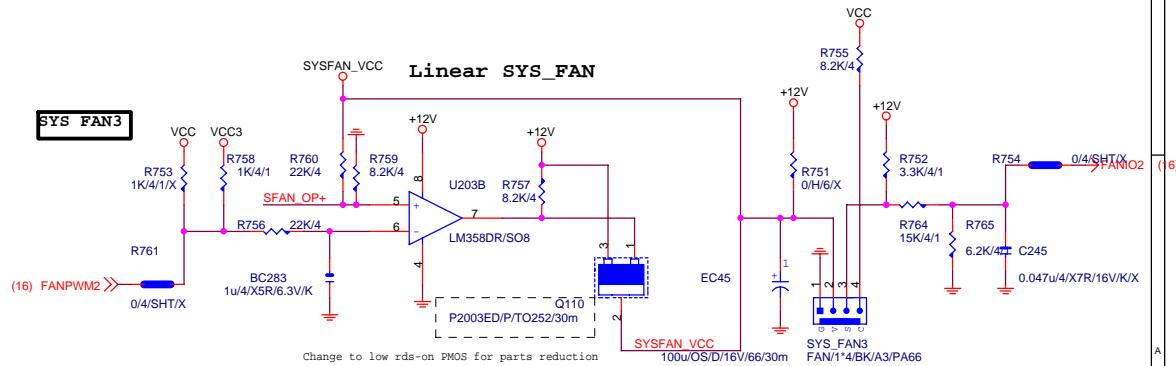 Linear SYS_FAN
SYS FAN3
SYSFAN_VCC
VCC
VCC3
+12V
+12V
+12V
VCC
+12V
R753
1K/4/1/X
R758
1K/4/1
R760
22K/4
R759
8.2K/4
8
U203B
R757
8.2K/4
R751
0/H/6/X
R755
8.2K/4
R752
3.3K/4/1
R754
0/4/SHT/X
FANIO2
(16)
SFAN_OP+
5
+
6
-
7
LM358DR/SO8
4
R756
22K/4
R761
0/4/SHT/X
(16) FANPWM2
BC283
1u/4/X5R/6.3V/K
3
1
2
Q110
P2003ED/P/TO252/30m
Change to low rds-on PMOS for parts reduction
SYSFAN_VCC
EC45
+
1
100u/OS/D/16V/66/30m
1
2
3
4
G
V
S
C
SYS_FAN3
FAN/1*4/BK/A3/PA66
R764
15K/4/1
R765
6.2K/4/1
C245
0.047u/4/X7R/16V/K/X
A